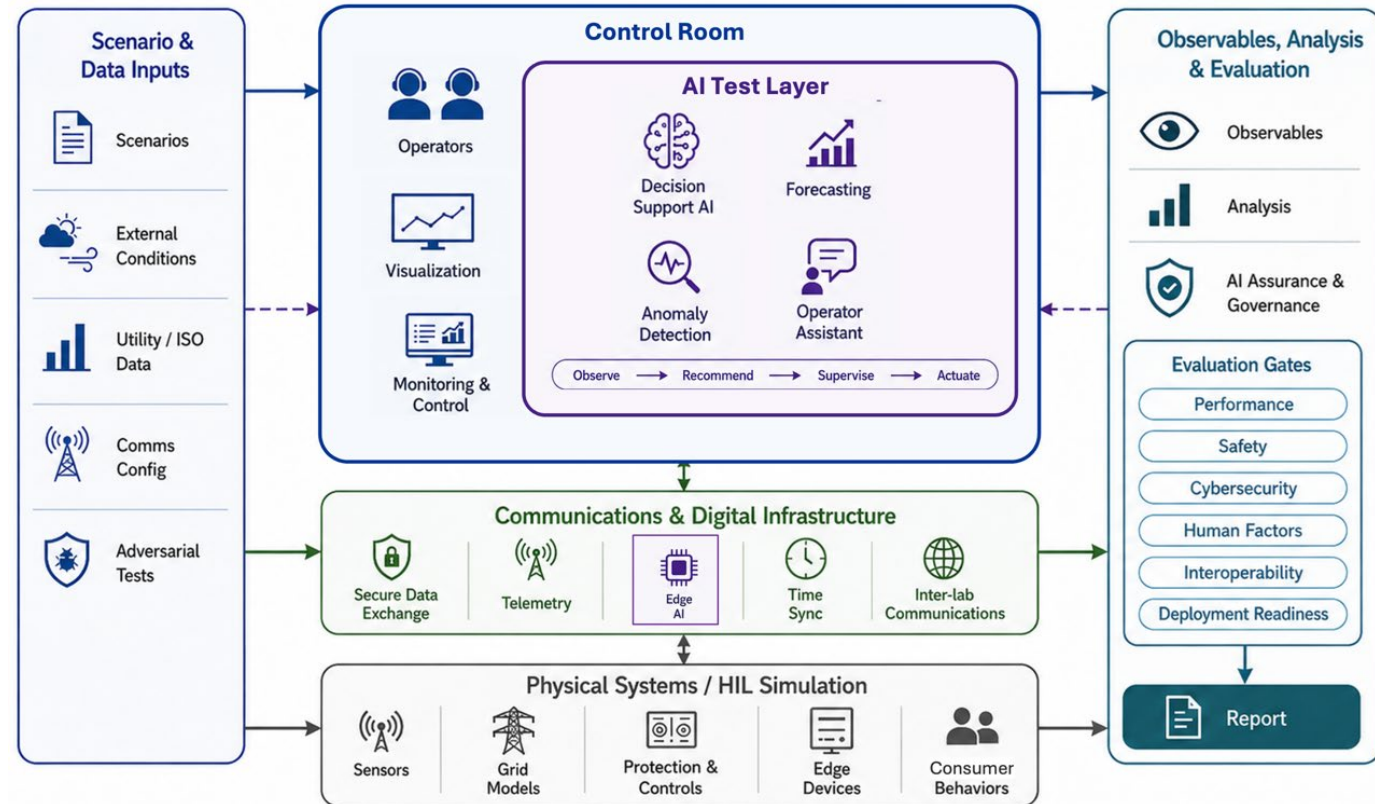 Scenario &
Data Inputs
Scenarios
External
Conditions
Utility / ISO
Data
Comms
Config
Adversarial
Tests
Control Room
Operators
Visualization
Monitoring &
Control
AI Test Layer
Decision
Support AI
Forecasting
Anomaly
Detection
Operator
Assistant
Observe
Recommend
Supervise
Actuate
Communications & Digital Infrastructure
Secure Data
Exchange
Telemetry
Edge
AI
Time
Sync
Inter-lab
Communications
Physical Systems / HIL Simulation
Sensors
Grid
Models
Protection &
Controls
Edge
Devices
Consumer
Behaviors
Observables, Analysis
& Evaluation
Observables
Analysis
AI Assurance &
Governance
Evaluation Gates
Performance
Safety
Cybersecurity
Human Factors
Interoperability
Deployment Readiness
Report